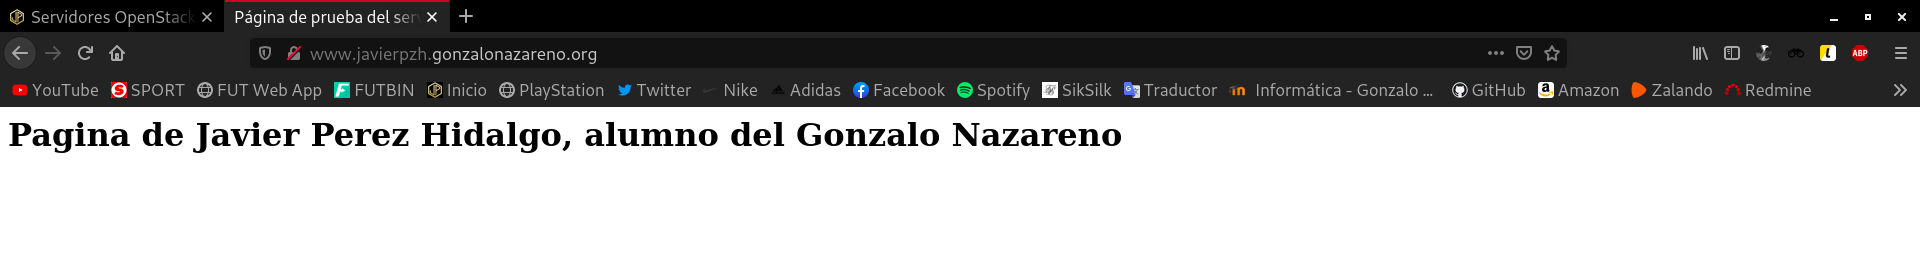 Servidores OpenStack
Página de prueba del ser
www.javierpzh.gonzalonazareno.org
L ABP
YouTube S SPORT FUT Web App F FUTBIN Inicio PlayStation Twitter Nike Adidas Facebook Spotify SikSilk Traductor Informática - Gonzalo ... GitHub Amazon Zalando Redmine
Pagina de Javier Perez Hidalgo, alumno del Gonzalo Nazareno